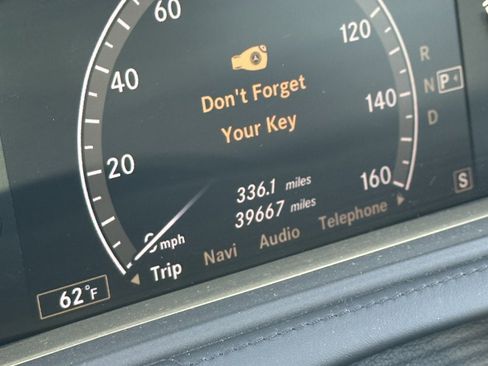 60
120
R
Don't Forget
40
N
P
Your Key
140
D
20
336.1 miles
160
S
39667 miles
0 mph
Trip Navi Audio Telephone
62°F